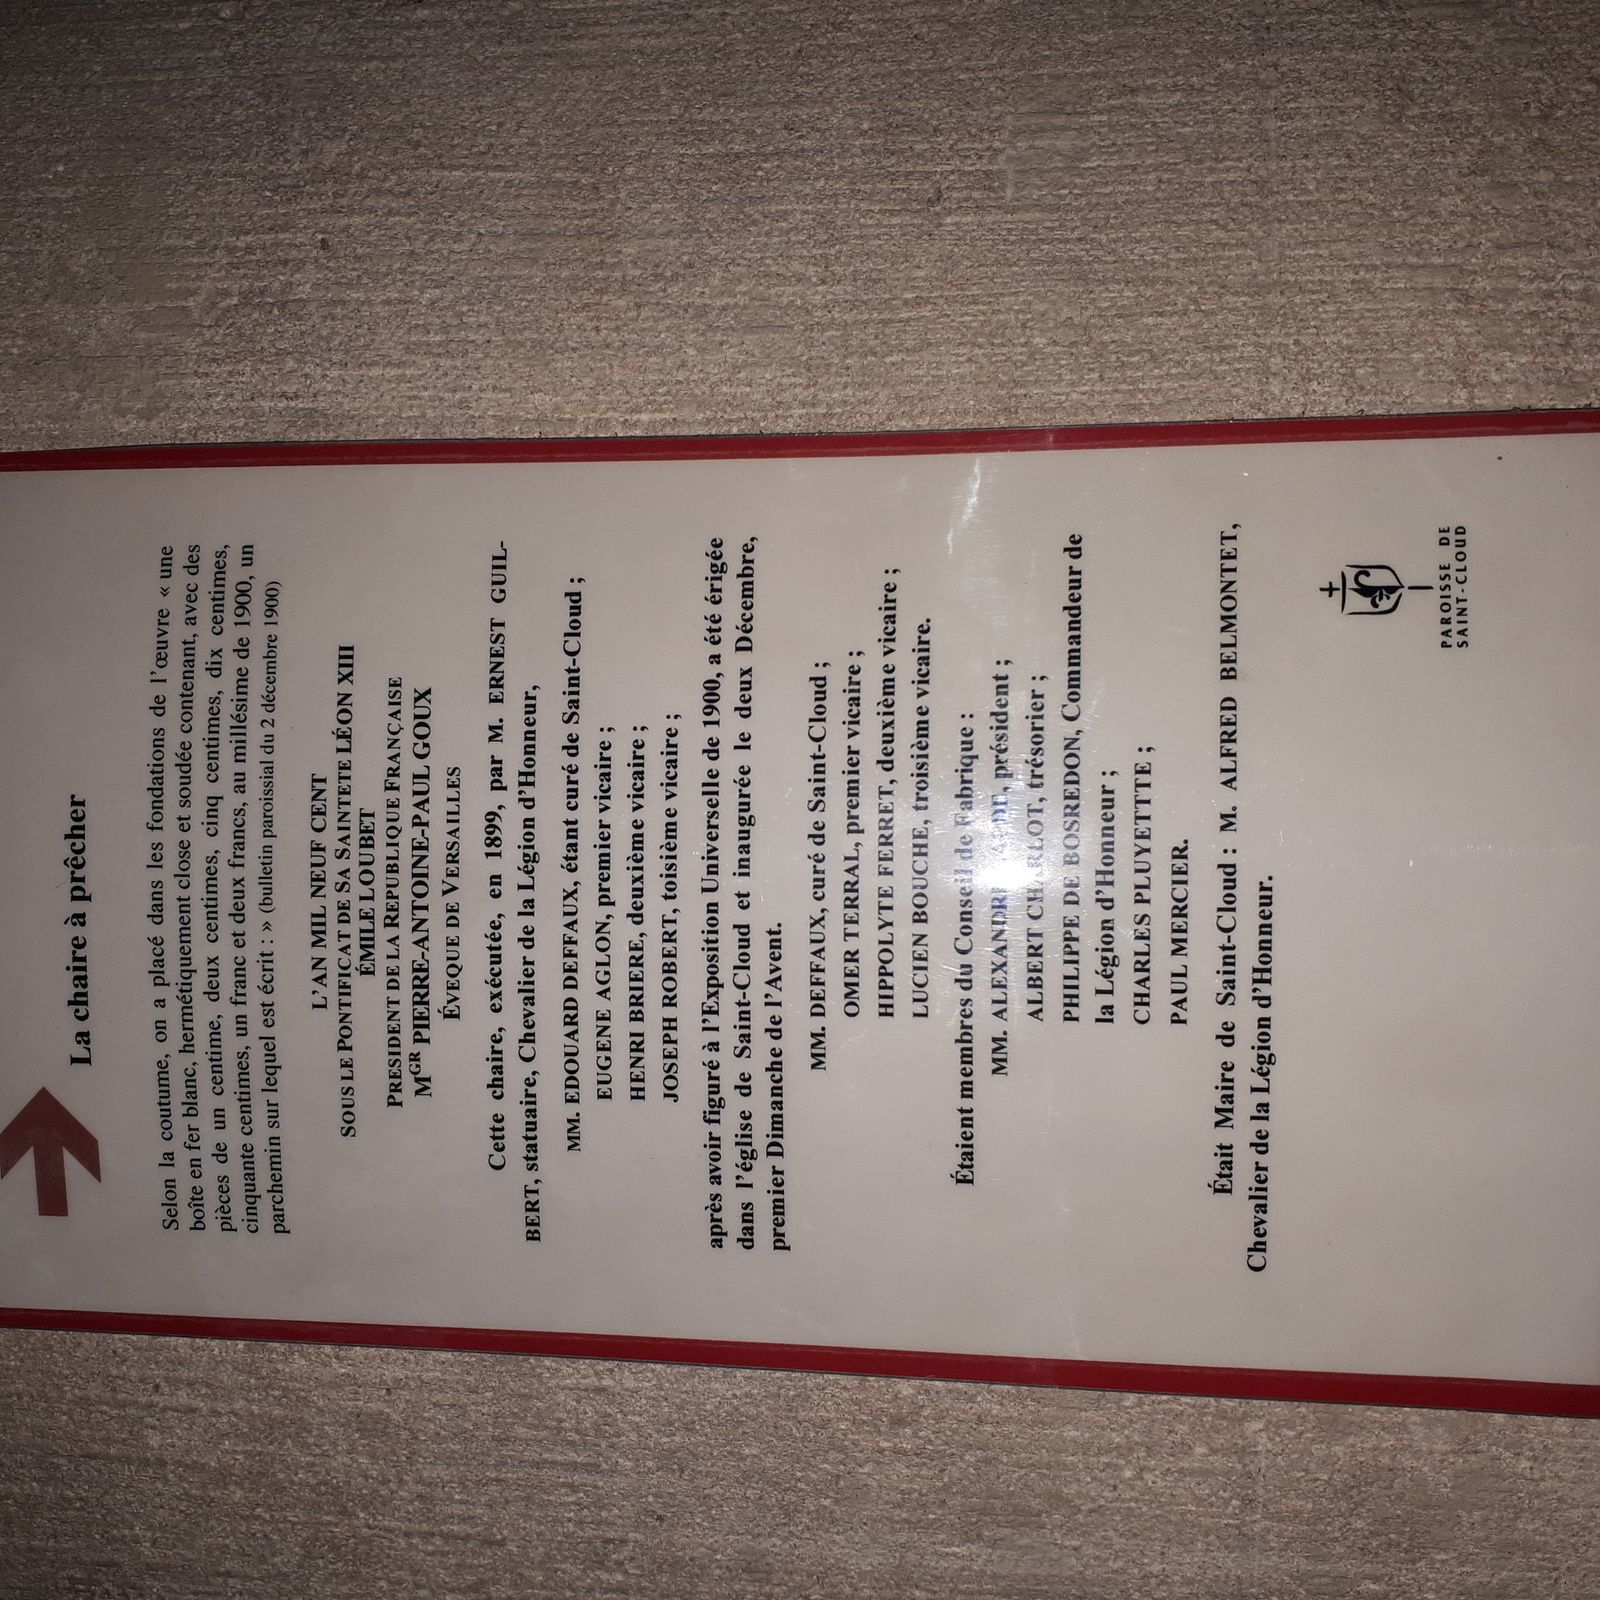 La chaire à prêcher
Selon la coutume, on a placé dans les fondations de l'œuvre « une
boîte en fer blanc, hermétiquement close et soudée contenant, avec des
pièces de un centime, deux centimes, cinq centimes, dix centimes,
cinquante centimes, un franc et deux francs, au millésime de 1900, un
parchemin sur lequel est écrit : » (bulletin paroissial du 2 décembre 1900)
L'AN MIL NEUF CENT
SOUS LE PONTIFICAT DE SA SAINTETE LÉON XIII
ÉMILE LOUBET
PRESIDENT DE LA REPUBLIQUE FRANÇAISE
MGR PIERRE-ANTOINE-PAUL GOUX
ÉVEQUE DE VERSAILLES
Cette chaire, exécutée, en 1899, par M. ERNEST GUIL-
BERT, statuaire, Chevalier de la Légion d'Honneur,
MM. EDOUARD DEFFAUX, étant curé de Saint-Cloud ;
EUGENE AGLON, premier vicaire ;
HENRI BRIERE, deuxième vicaire ;
JOSEPH ROBERT, toisième vicaire ;
après avoir figuré à l'Exposition Universelle de 1900, a été érigée
dans l'église de Saint-Cloud et inaugurée le deux Décembre,
premier Dimanche de l'Avent.
MM. DEFFAUX, curé de Saint-Cloud ;
OMER TERRAL, premier vicaire ;
HIPPOLYTE FERRET, deuxième vicaire ;
LUCIEN BOUCHE, troisième vicaire.
Étaient membres du Conseil de Fabrique :
MM. ALEXANDRE président ;
ALBERT CHARLOT, trésorier ;
PHILIPPE DE BOSREDON, Commandeur de
la Légion d'Honneur ;
CHARLES PLUYETTE ;
PAUL MERCIER.
Était Maire de Saint-Cloud : M. ALFRED BELMONTET,
Chevalier de la Légion d'Honneur.
PAROISSE DE
SAINT-CLOUD